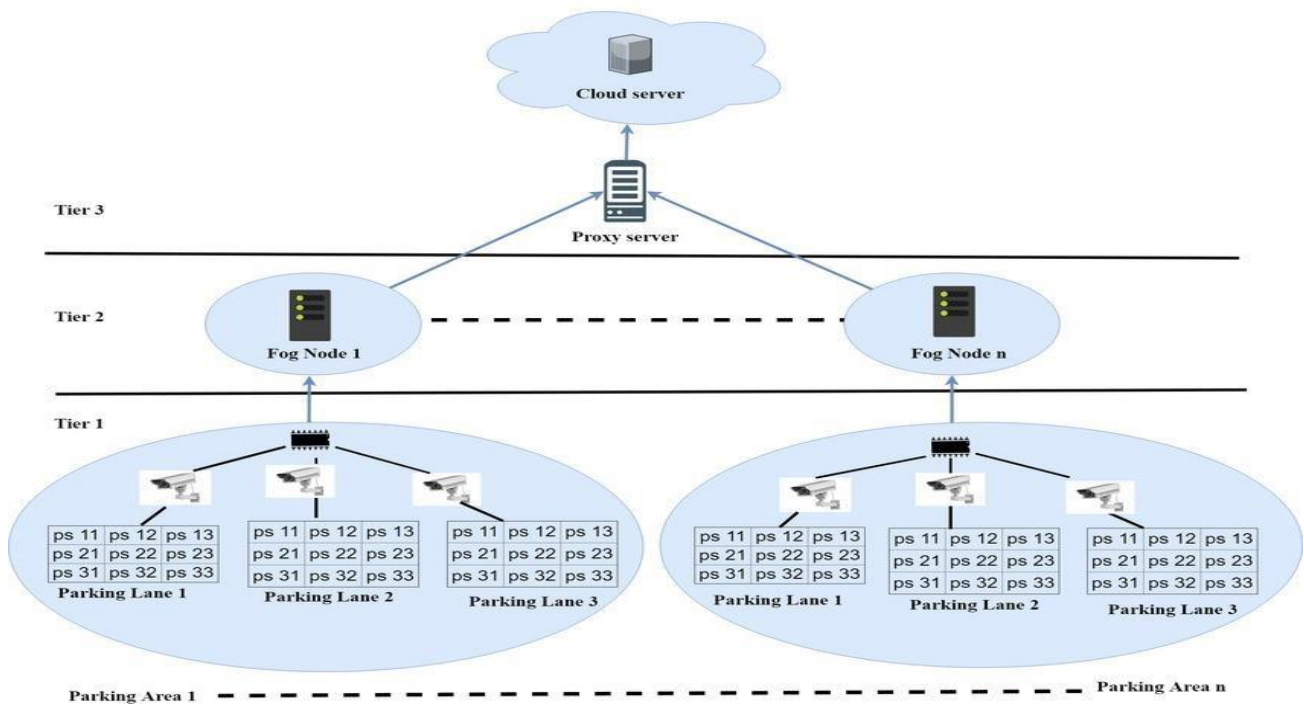 Cloud server
Tier 3
Proxy server
Tier 2
Fog Node 1
Fog Node n
Tier 1
ps 11 ps 12 ps 13
ps 21 ps 22 ps 23
ps 31 ps 32 ps 33
Parking Lane 1
ps 11 ps 12 ps 13
ps 21 ps 22 ps 23
ps 31 ps 32 ps 33
Parking Lane 2
ps 11 ps 12 ps 13
ps 21 ps 22 ps 23
ps 31 ps 32 ps 33
Parking Lane 3
ps 11 ps 12 ps 13
ps 21 ps 22 ps 23
ps 31 ps 32 ps 33
Parking Lane 1
ps 11 ps 12 ps 13
ps 21 ps 22 ps 23
ps 31 ps 32 ps 33
Parking Lane 2
ps 11 ps 12 ps 13
ps 21 ps 22 ps 23
ps 31 ps 32 ps 33
Parking Lane 3
Parking Area 1
Parking Area n